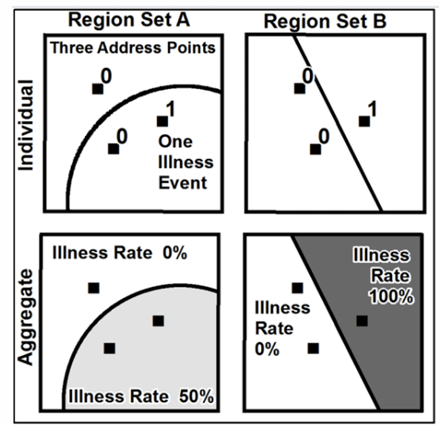 Region Set A
Region Set B
Individual
Three Address Points
0
1
0
One
Illness
Event
0
1
0
Aggregate
Illness Rate 0%
Illness Rate 50%
Illness
Rate
0%
Illness
Rate
100%